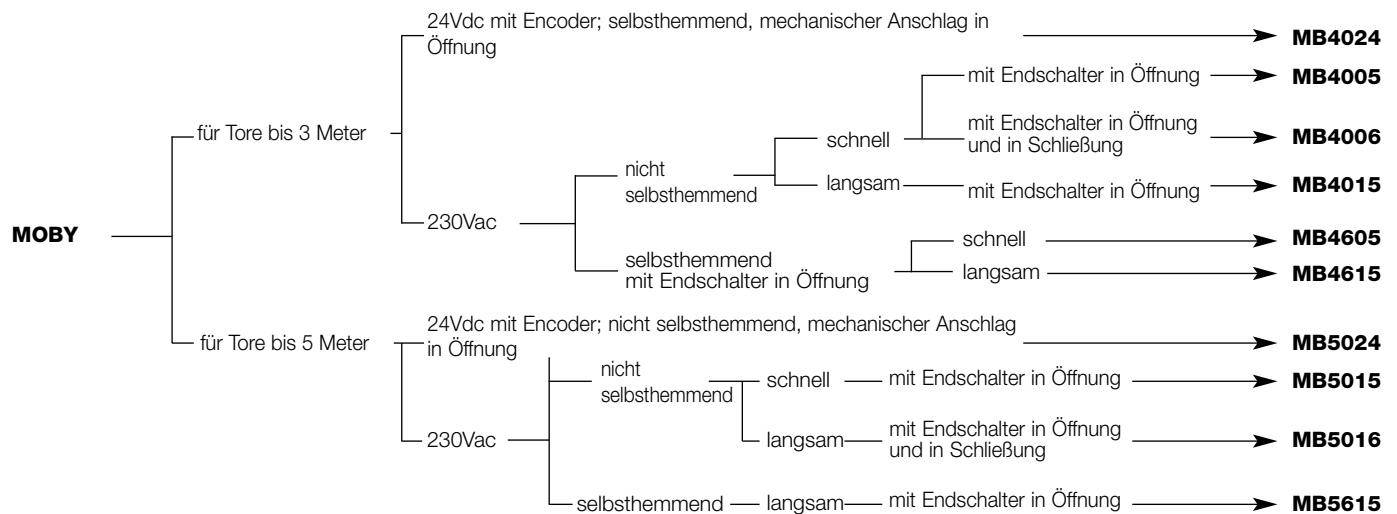 24Vdc mit Encoder; selbsthemmend, mechanischer Anschlag in
Öffnung
MB4024
mit Endschalter in Öffnung
MB4005
für Tore bis 3 Meter
schnell
mit Endschalter in Öffnung
und in Schließung
MB4006
nicht
selbsthemmend
langsam
mit Endschalter in Öffnung
MB4015
MOBY
230Vac
selbsthemmend
mit Endschalter in Öffnung
schnell
MB4605
langsam
MB4615
für Tore bis 5 Meter
24Vdc mit Encoder; nicht selbsthemmend, mechanischer Anschlag
in Öffnung
MB5024
nicht
selbsthemmend
schnell
mit Endschalter in Öffnung
MB5015
230Vac
langsam
mit Endschalter in Öffnung
und in Schließung
MB5016
selbsthemmend
langsam
mit Endschalter in Öffnung
MB5615